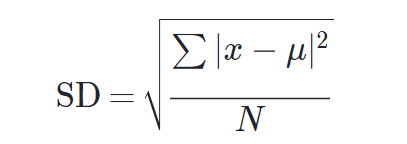 SD = √(∑|x − μ|² / N)